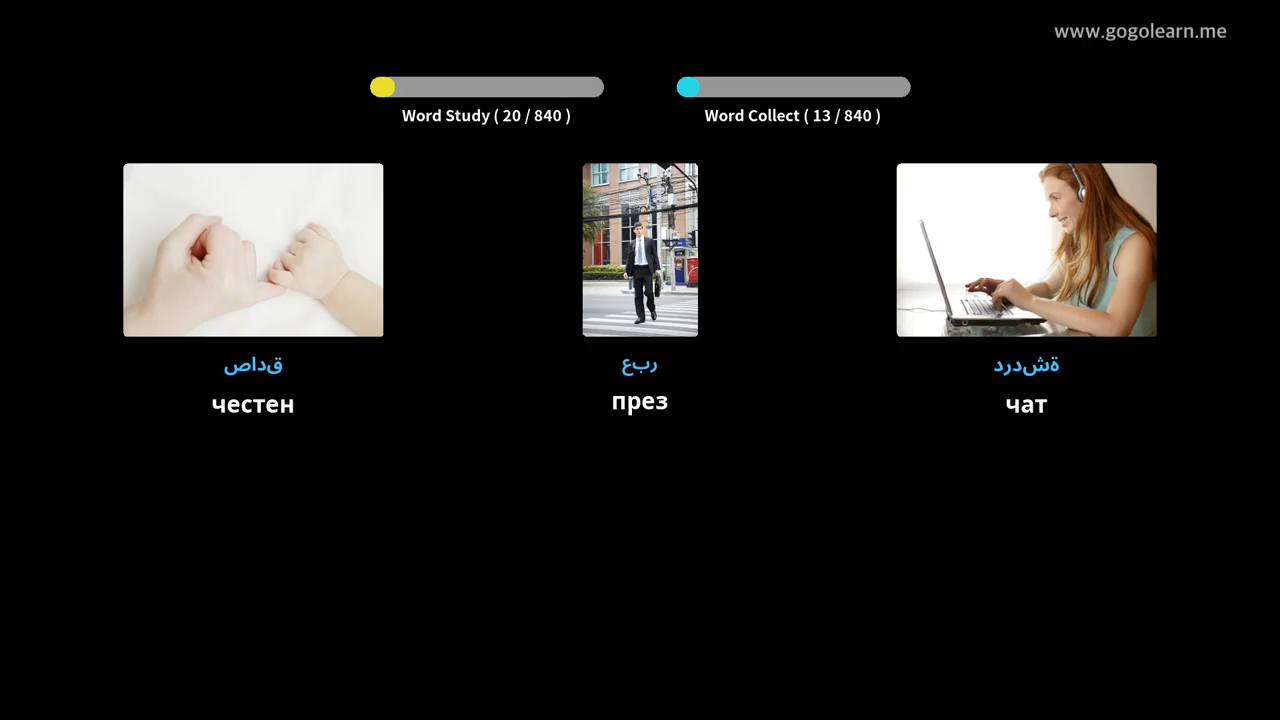 www.gogolearn.me
Word Study ( 20 / 840 )
Word Collect ( 13 / 840 )
قداص
честен
ربع
през
ةشدرد
чат